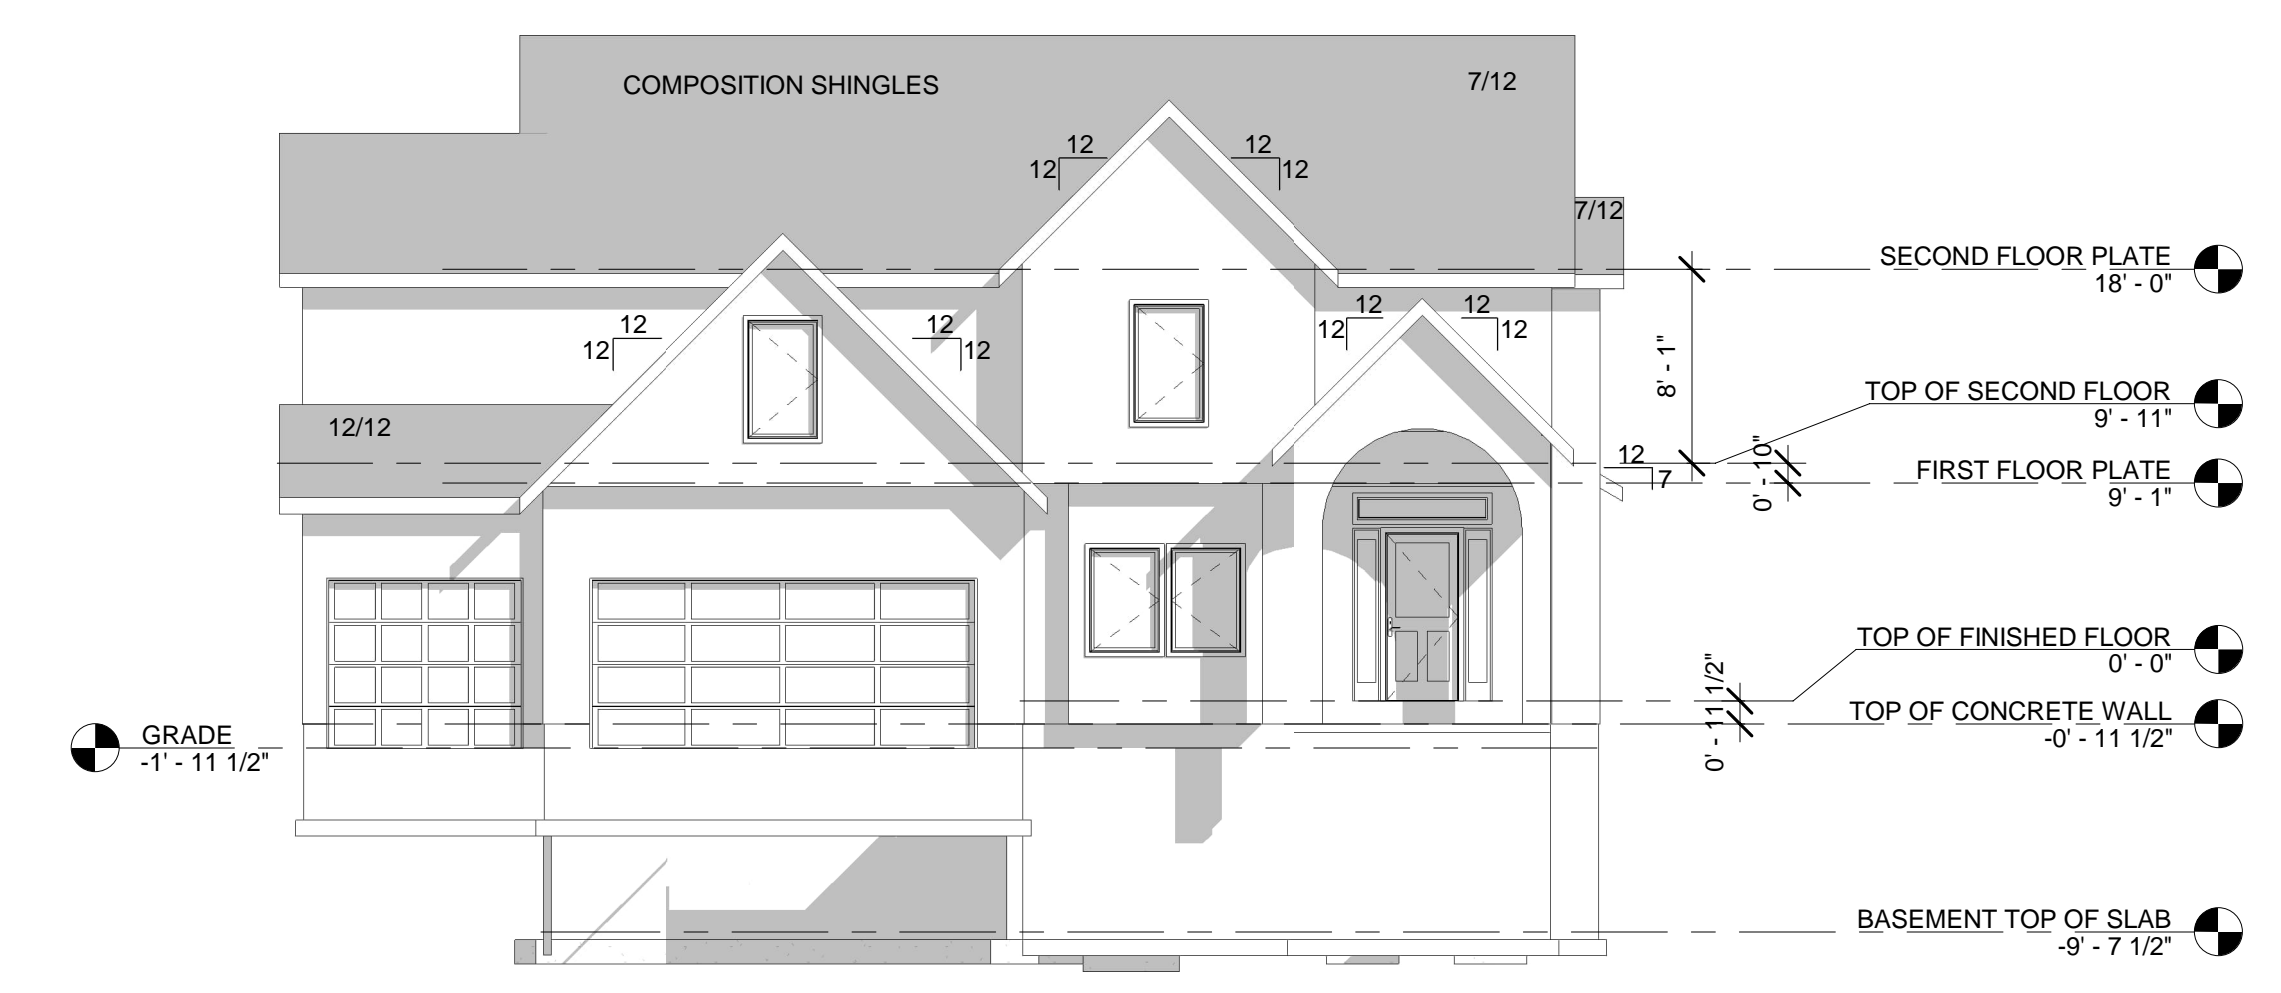 COMPOSITION SHINGLES
7/12
12
12
12
12
7/12
SECOND FLOOR PLATE
18' - 0"
12
12
12
12
12
12
12
12
8' - 1"
TOP OF SECOND FLOOR
9' - 11"
12/12
0' - 10"
12
7
FIRST FLOOR PLATE
9' - 1"
TOP OF FINISHED FLOOR
0' - 0"
0' - 11 1/2"
TOP OF CONCRETE WALL
-0' - 11 1/2"
GRADE
-1' - 11 1/2"
BASEMENT TOP OF SLAB
-9' - 7 1/2"